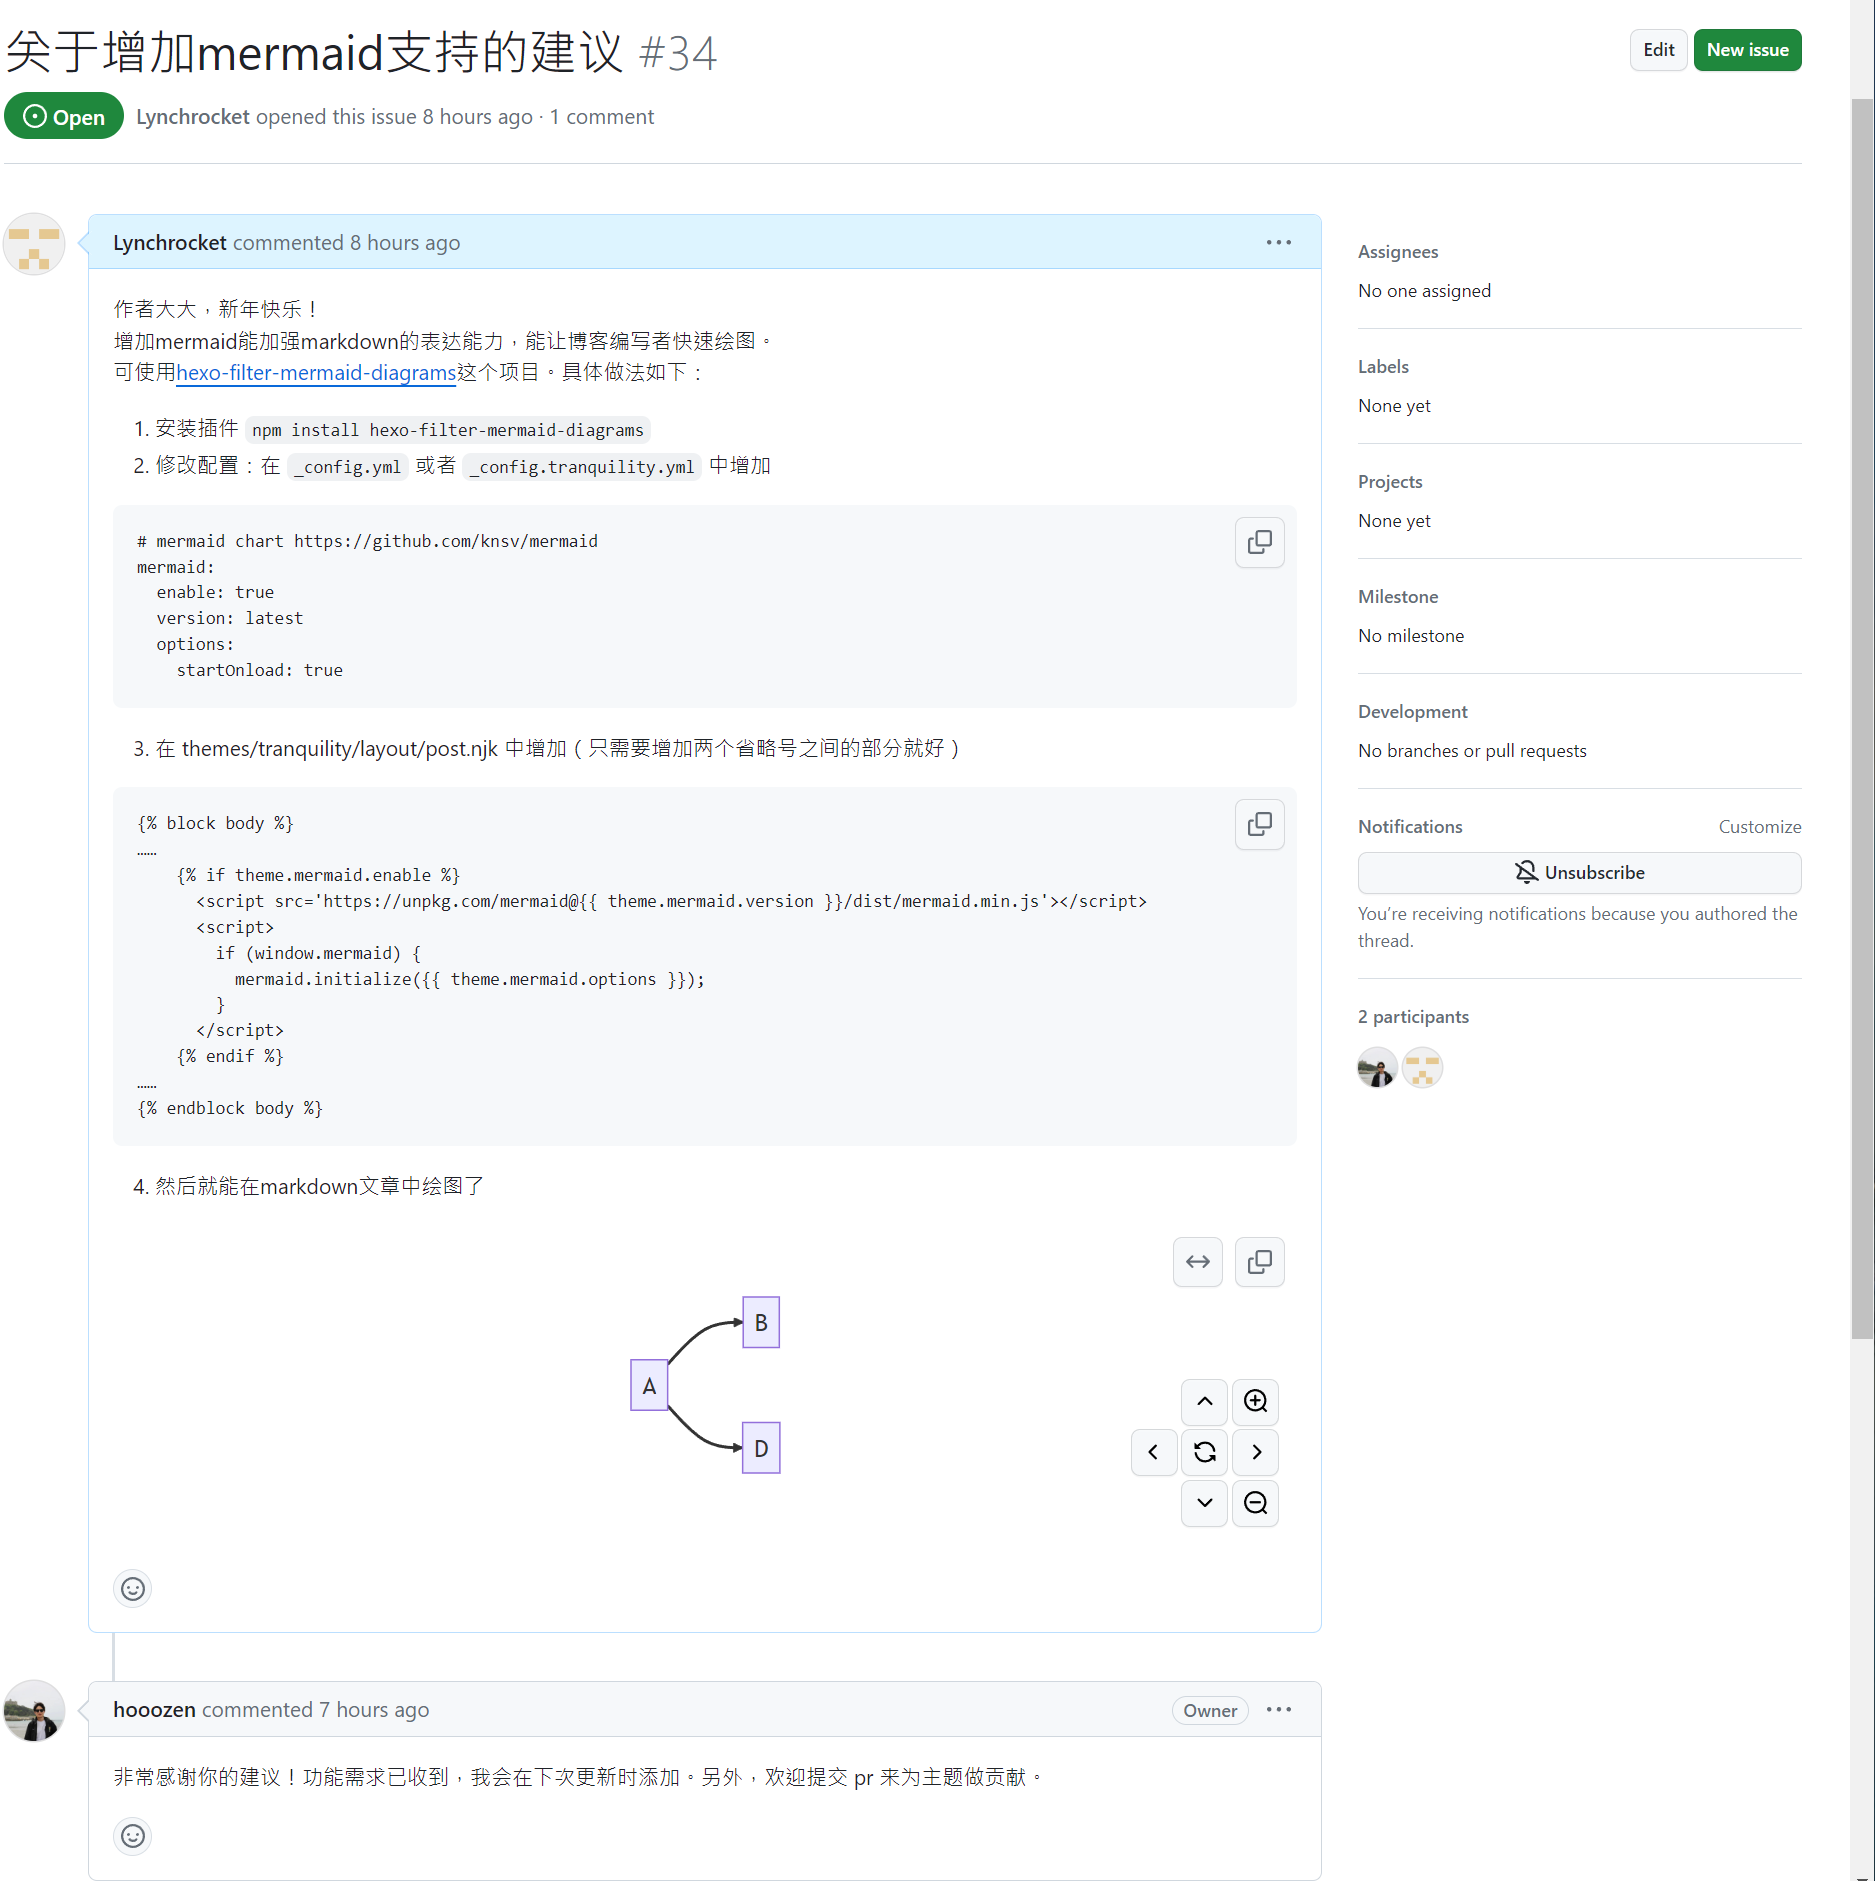 关于增加mermaid支持的建议 #34
Edit
New issue
Open
Lynchrocket opened this issue 8 hours ago · 1 comment
Lynchrocket commented 8 hours ago
作者大大，新年快乐！
增加mermaid能加强markdown的表达能力，能让博客编写者快速绘图。
可使用hexo-filter-mermaid-diagrams这个项目。具体做法如下：
1. 安装插件 npm install hexo-filter-mermaid-diagrams
2. 修改配置：在 _config.yml 或者 _config.tranquility.yml 中增加
# mermaid chart https://github.com/knsv/mermaid
mermaid:
  enable: true
  version: latest
  options:
    startOnload: true
3. 在 themes/tranquility/layout/post.njk 中增加（只需要增加两个省略号之间的部分就好）
{% block body %}
……
    {% if theme.mermaid.enable %}
      <script src='https://unpkg.com/mermaid@{{ theme.mermaid.version }}/dist/mermaid.min.js'></script>
      <script>
        if (window.mermaid) {
          mermaid.initialize({{ theme.mermaid.options }});
        }
      </script>
    {% endif %}
……
{% endblock body %}
4. 然后就能在markdown文章中绘图了
B
A
D
hooozen commented 7 hours ago
Owner
非常感谢你的建议！功能需求已收到，我会在下次更新时添加。另外，欢迎提交 pr 来为主题做贡献。
Assignees
No one assigned
Labels
None yet
Projects
None yet
Milestone
No milestone
Development
No branches or pull requests
Notifications
Customize
Unsubscribe
You’re receiving notifications because you authored the
thread.
2 participants